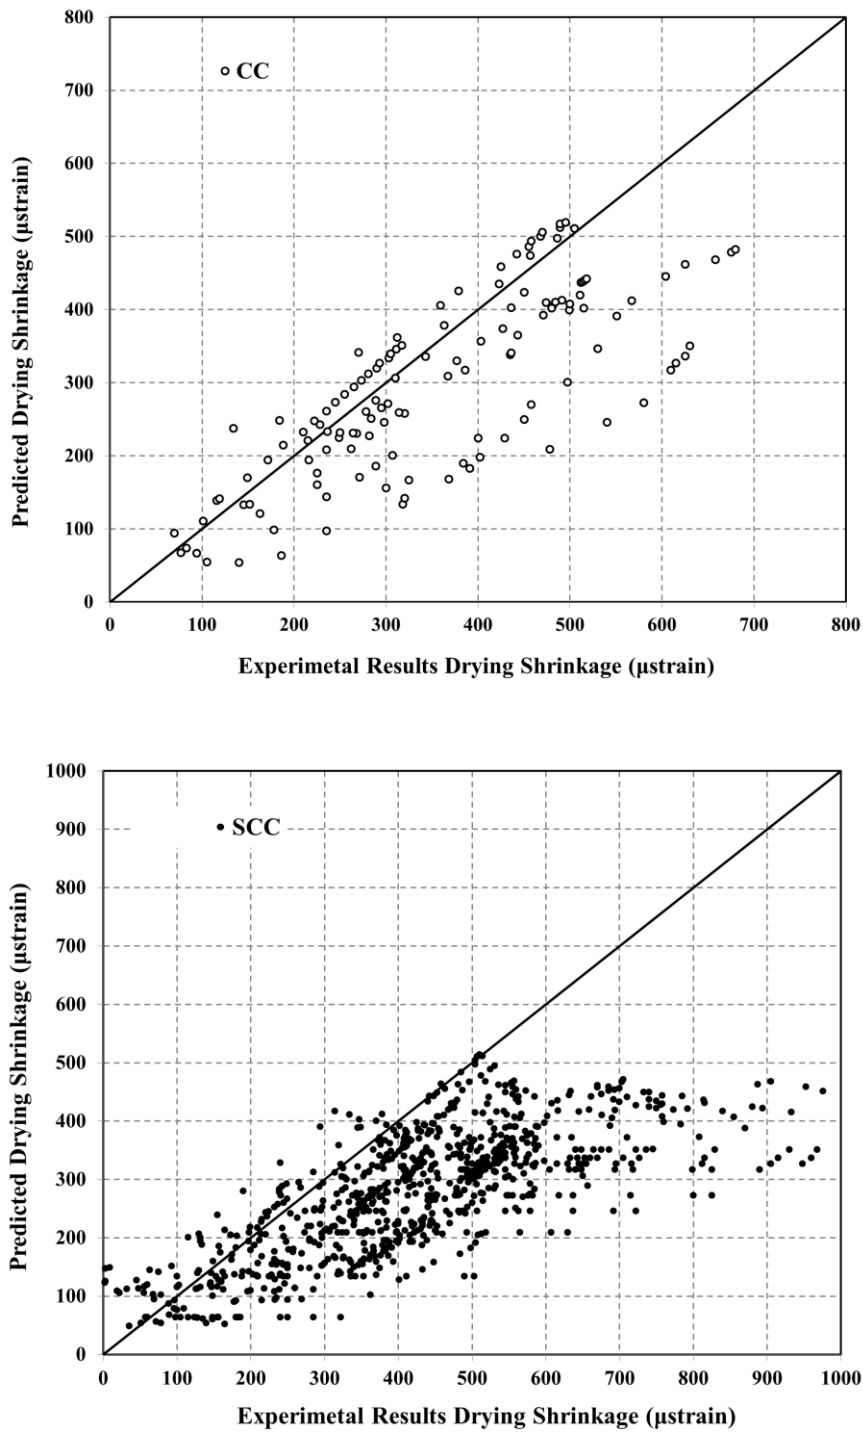 800
CC
700
600
500
400
300
200
100
0
Predicted Drying Shrinkage (µstrain)
0 100 200 300 400 500 600 700 800
Experimetal Results Drying Shrinkage (µstrain)
1000
900
SCC
800
700
600
500
400
300
200
100
0
Predicted Drying Shrinkage (µstrain)
0 100 200 300 400 500 600 700 800 900 1000
Experimetal Results Drying Shrinkage (µstrain)